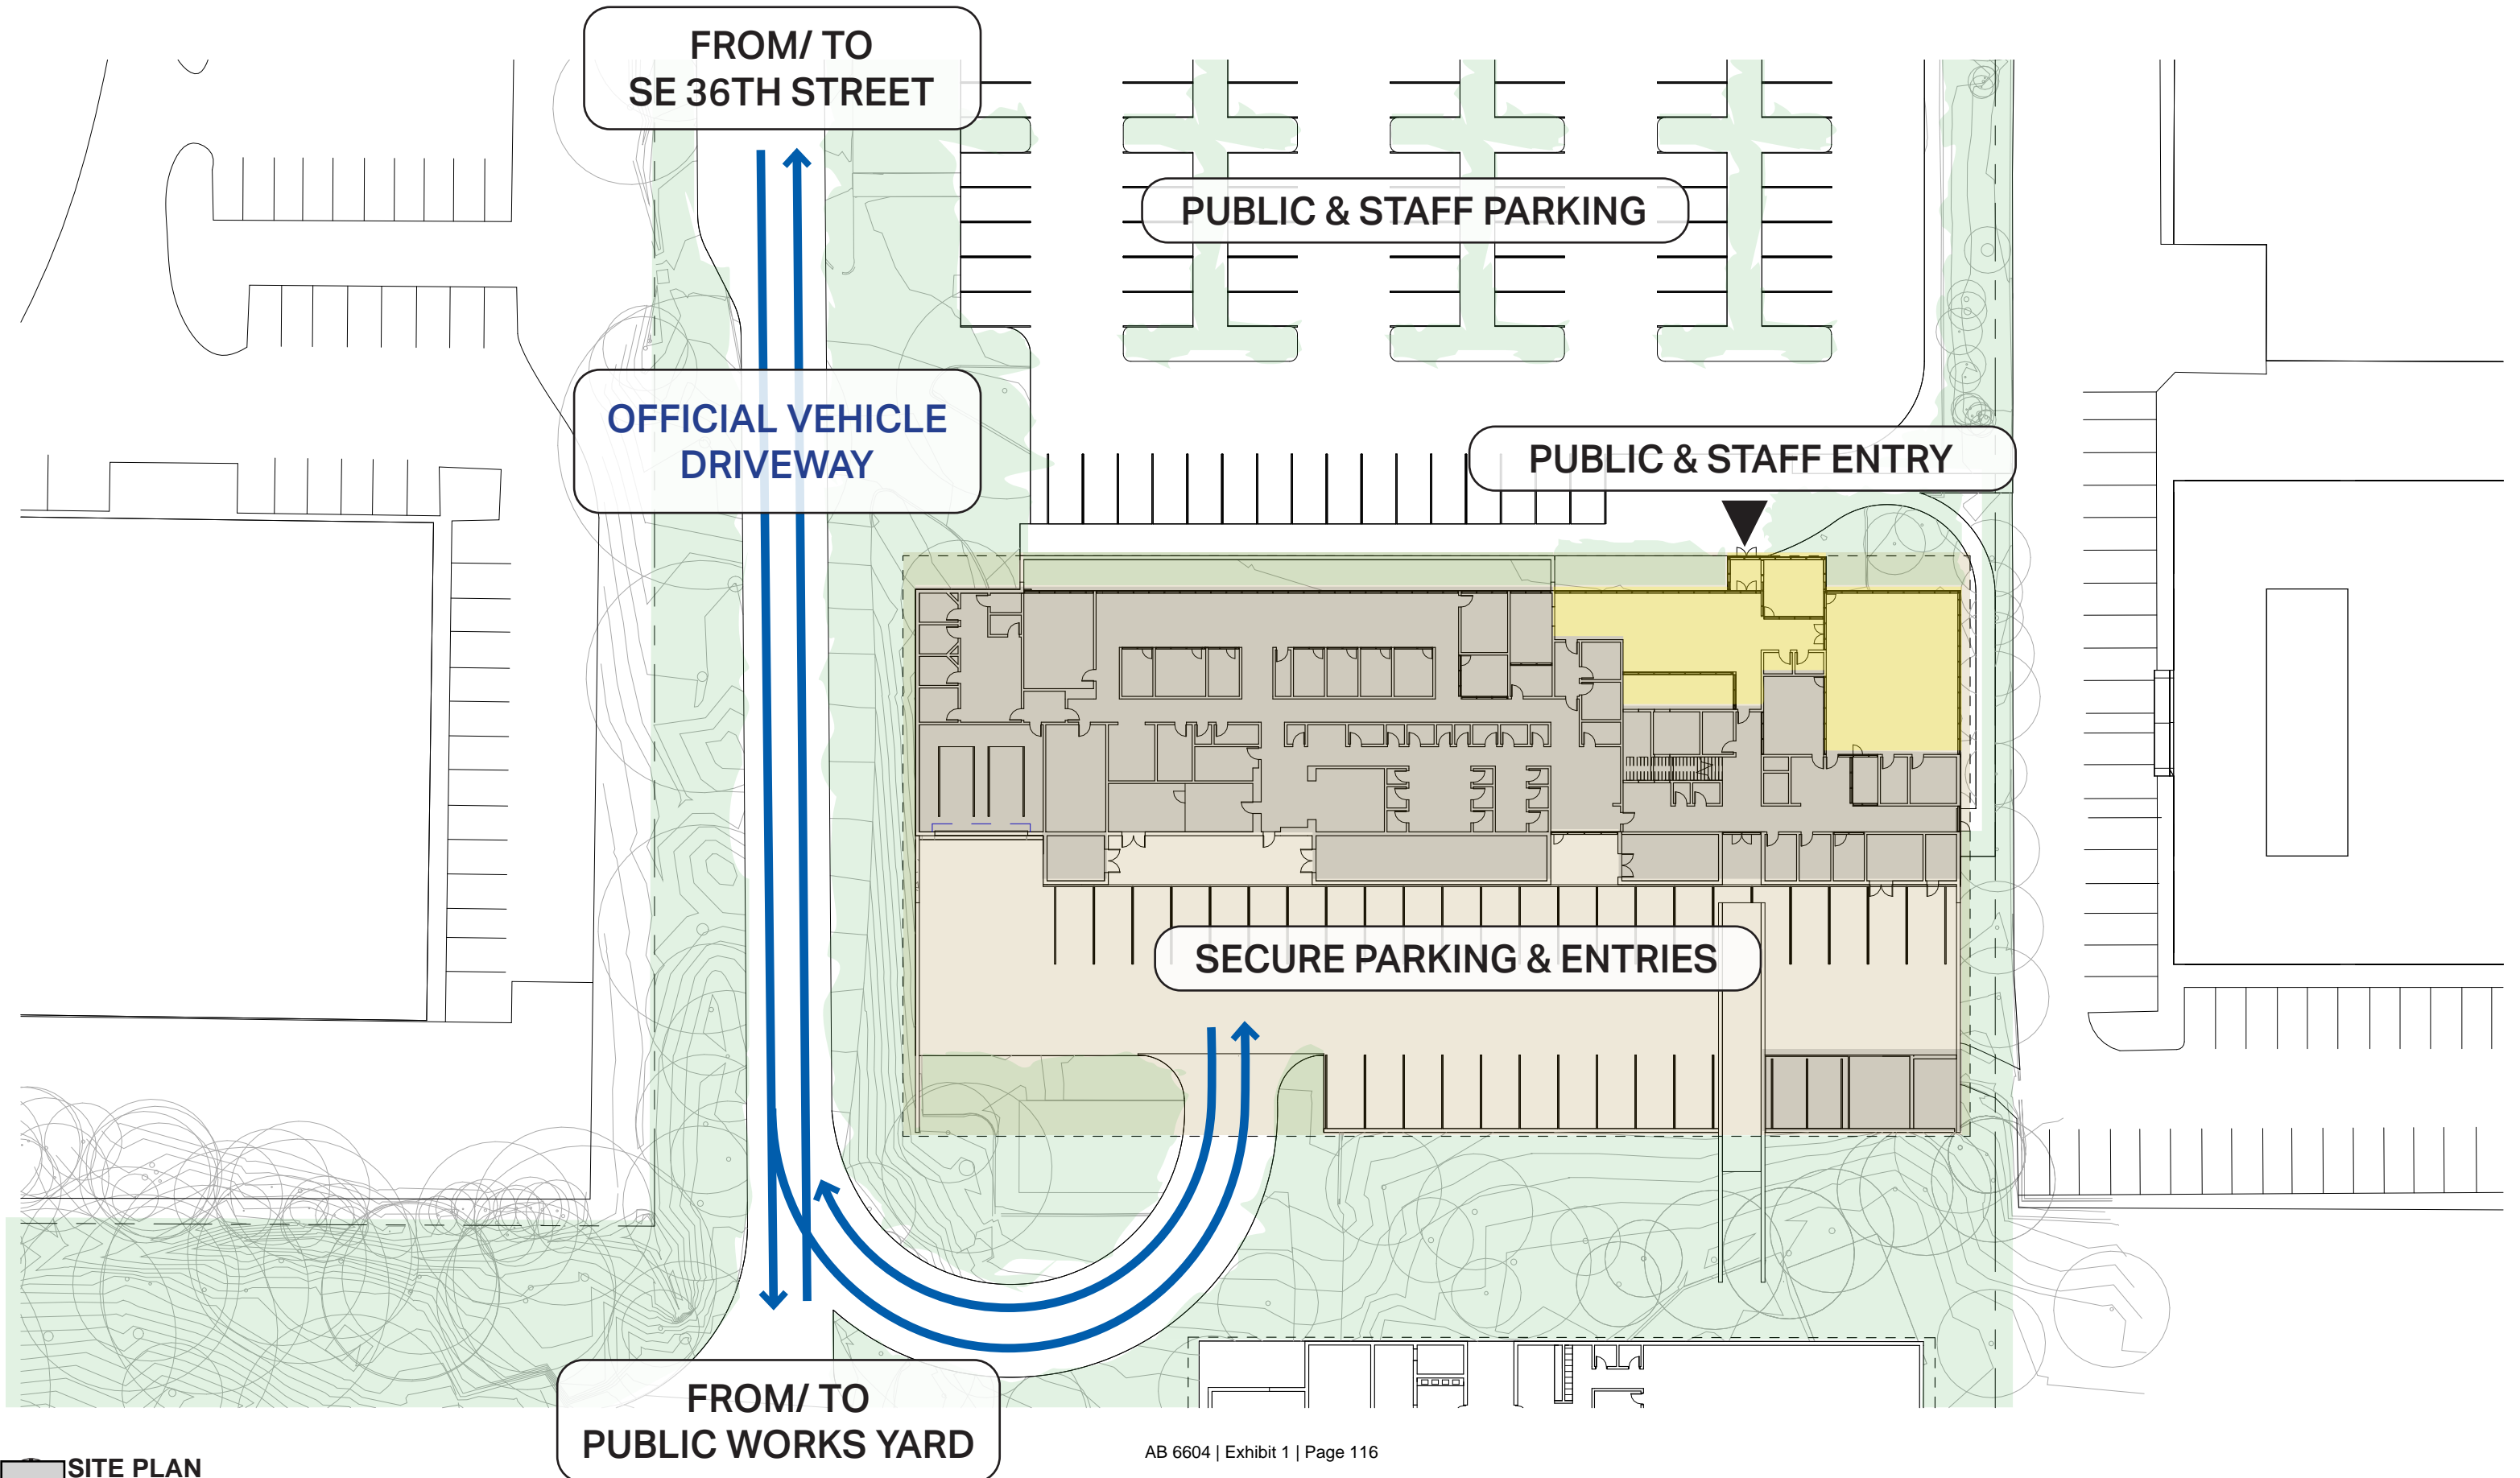 FROM/ TO
SE 36TH STREET
PUBLIC & STAFF PARKING
OFFICIAL VEHICLE
DRIVEWAY
PUBLIC & STAFF ENTRY
SECURE PARKING & ENTRIES
FROM/ TO
PUBLIC WORKS YARD
AB 6604 | Exhibit 1 | Page 116
SITE PLAN